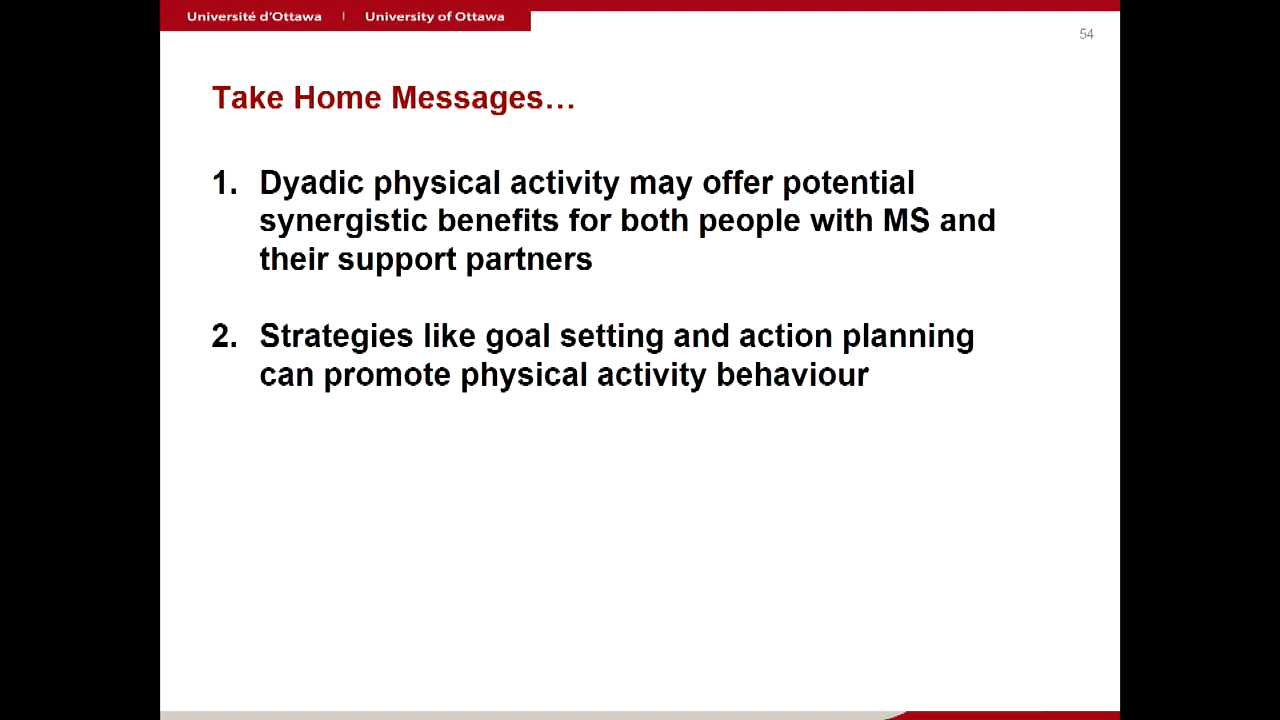 Université d'Ottawa | University of Ottawa
54
Take Home Messages…
1. Dyadic physical activity may offer potential
synergistic benefits for both people with MS and
their support partners
2. Strategies like goal setting and action planning
can promote physical activity behaviour